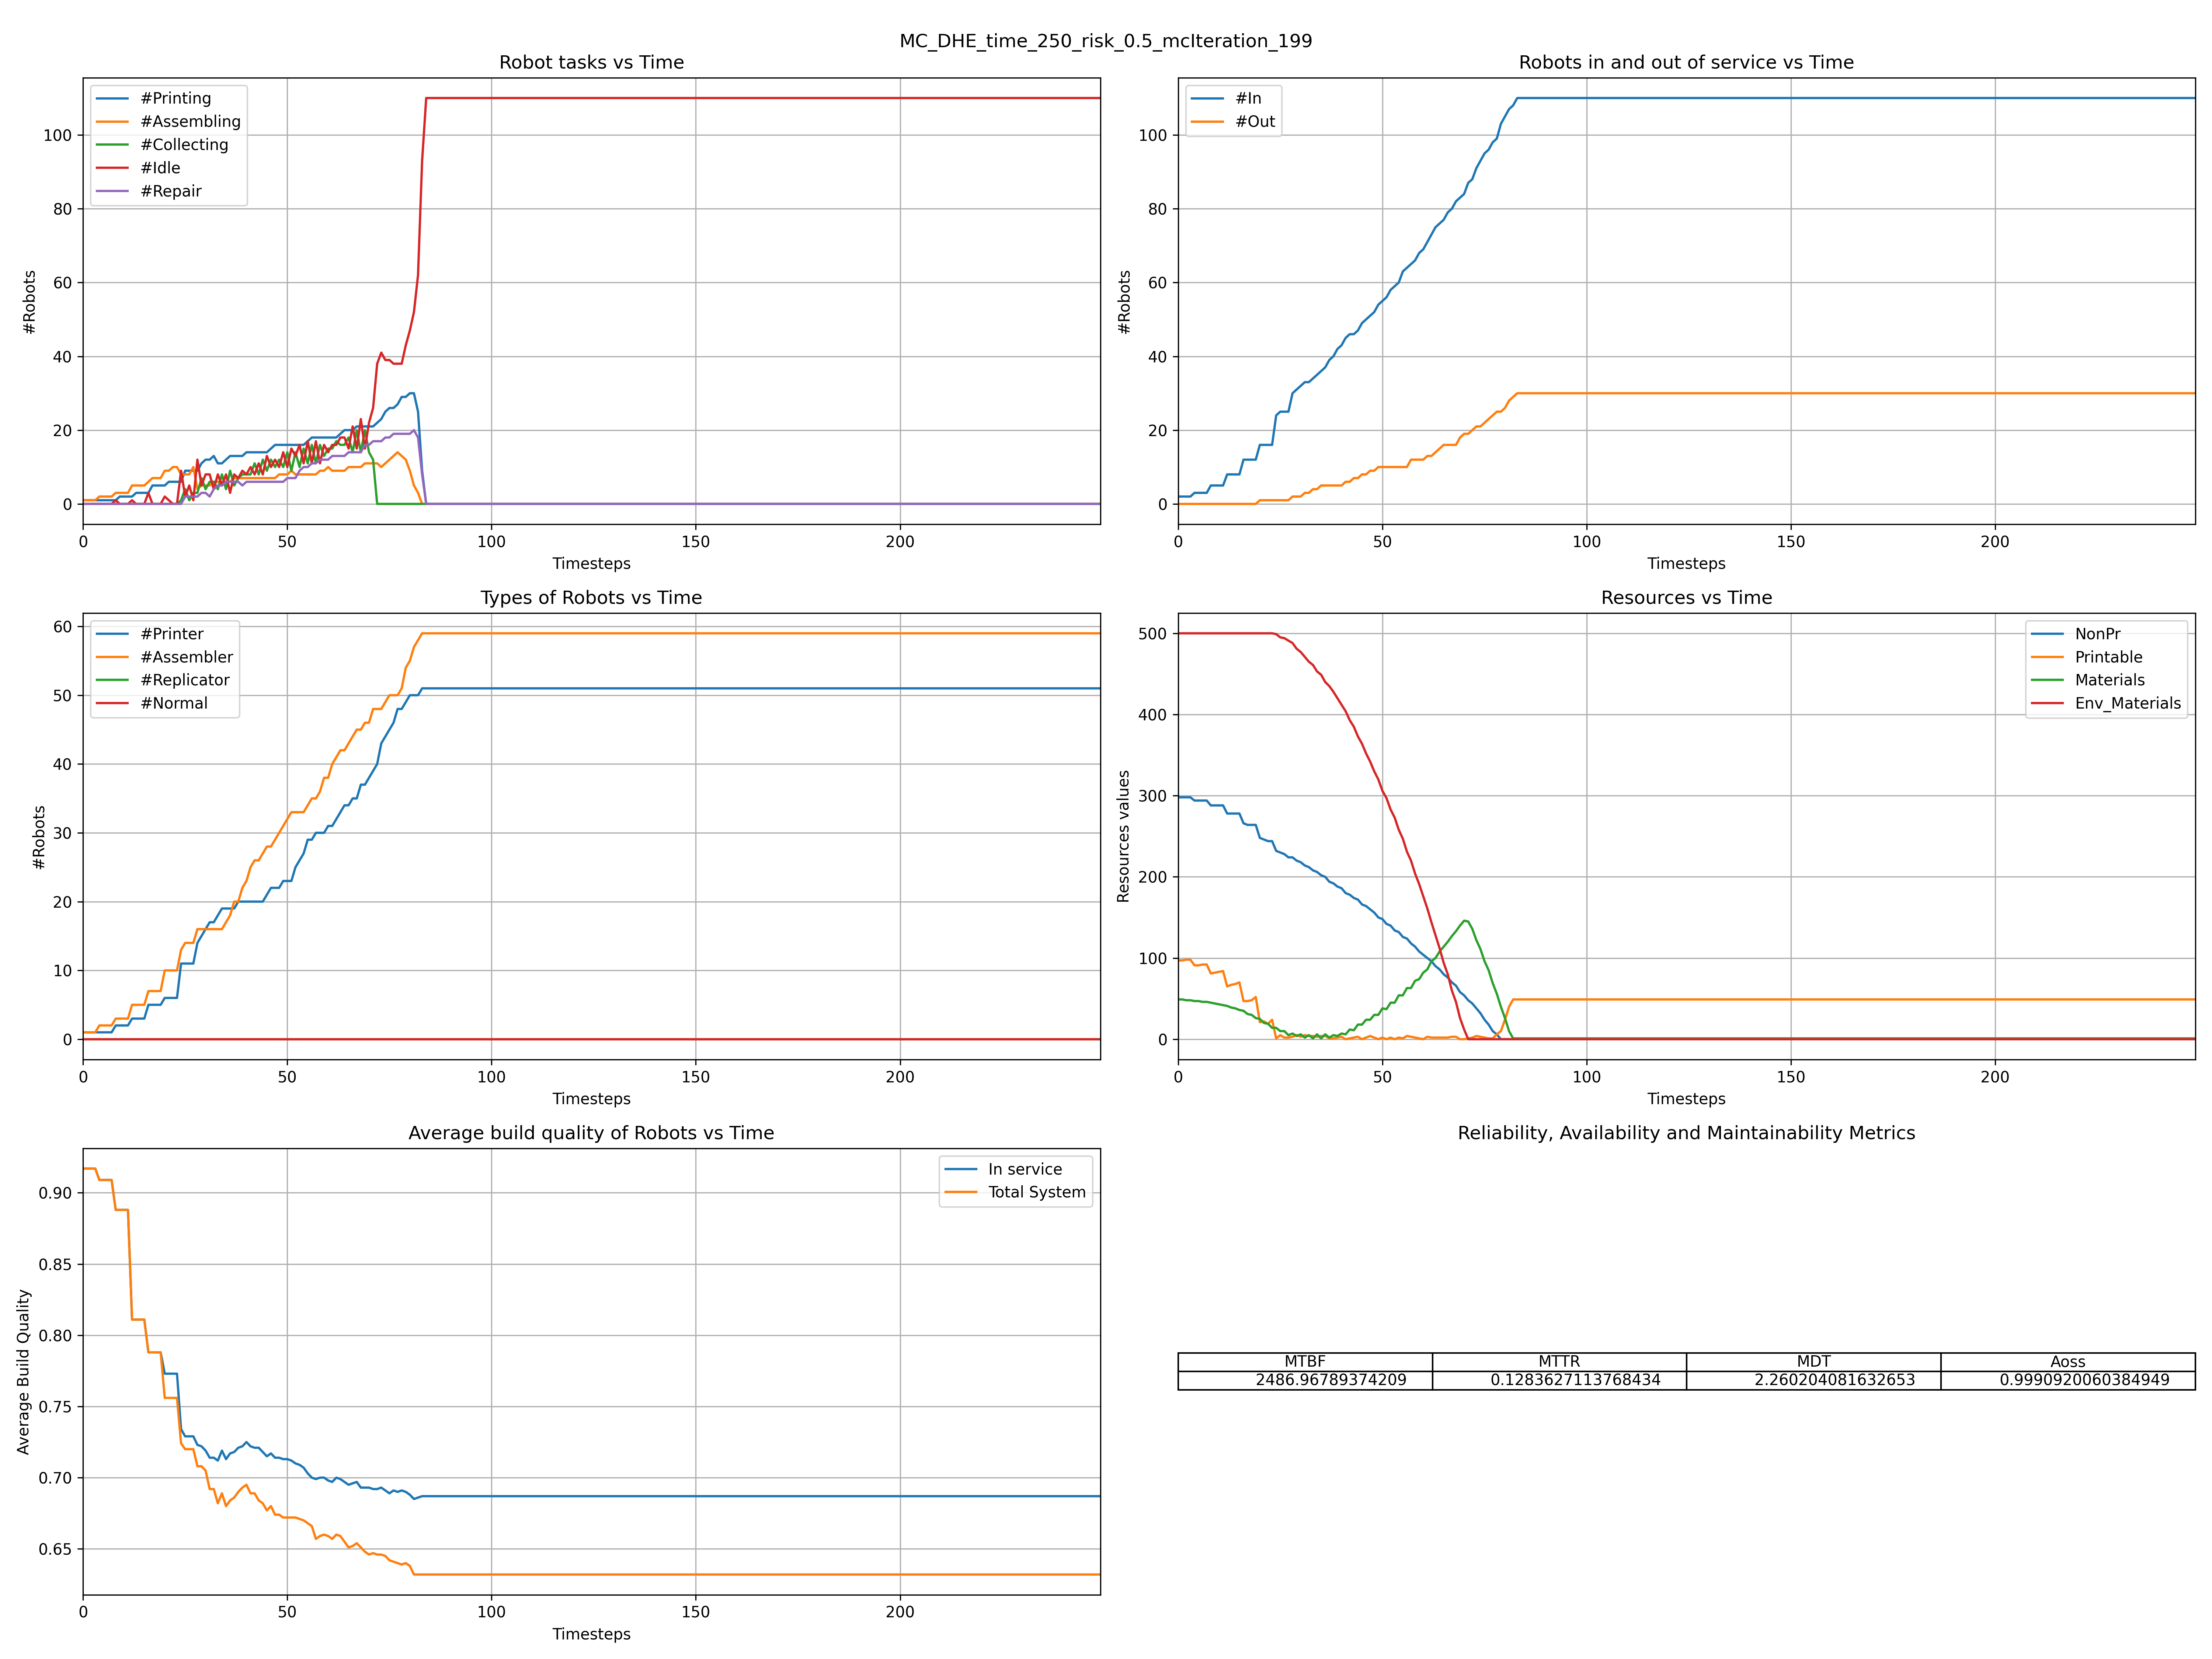 MC_DHE_time_250_risk_0.5_mcIteration_199
Robot tasks vs Time
#Printing
#Assembling
#Collecting
#Idle
#Repair
#Robots
100
80
60
40
20
0
0 50 100 150 200
Timesteps
Robots in and out of service vs Time
#In
#Out
#Robots
100
80
60
40
20
0
0 50 100 150 200
Timesteps
Types of Robots vs Time
#Printer
#Assembler
#Replicator
#Normal
#Robots
60
50
40
30
20
10
0
0 50 100 150 200
Timesteps
Resources vs Time
NonPr
Printable
Materials
Env_Materials
Resources values
500
400
300
200
100
0
0 50 100 150 200
Timesteps
Average build quality of Robots vs Time
In service
Total System
Average Build Quality
0.90
0.85
0.80
0.75
0.70
0.65
0 50 100 150 200
Timesteps
Reliability, Availability and Maintainability Metrics
MTBF MTTR MDT Aoss
2486.96789374209 0.1283627113768434 2.260204081632653 0.9990920060384949